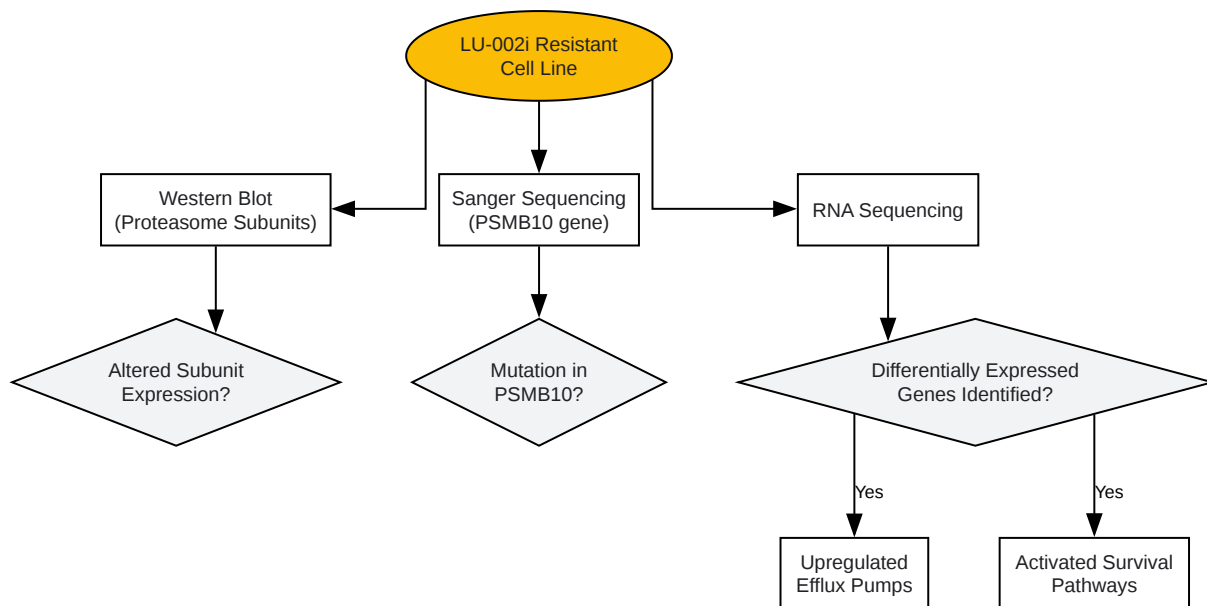 LU-002i Resistant
Cell Line
Western Blot
(Proteasome Subunits)
Sanger Sequencing
(PSMB10 gene)
RNA Sequencing
Altered Subunit
Expression?
Mutation in
PSMB10?
Differentially Expressed
Genes Identified?
Yes
Yes
Upregulated
Efflux Pumps
Activated Survival
Pathways